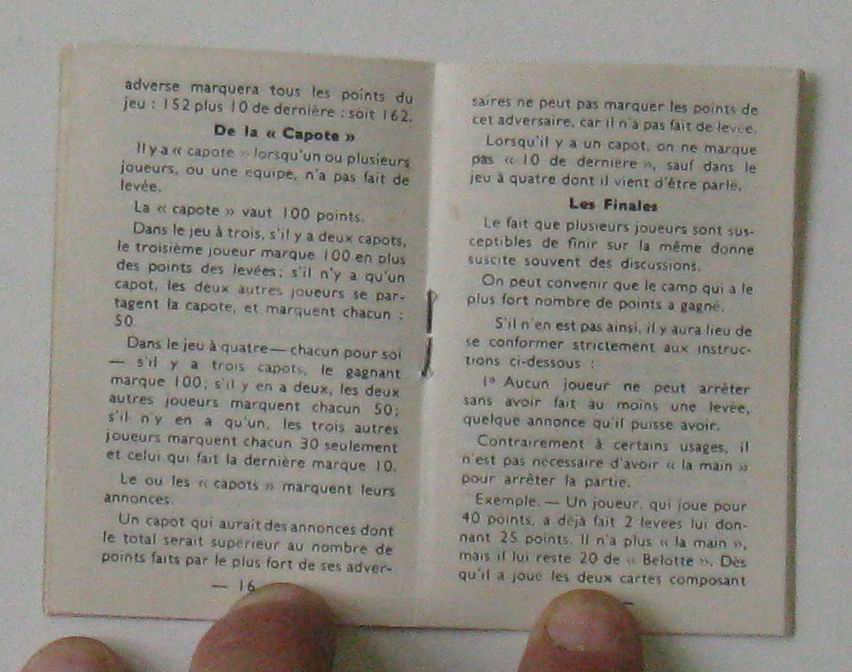 adverse marquera tous les points du
jeu : 152 plus 10 de dernière : soit 162.
De la « Capote »
Il y a « capote » lorsqu'un ou plusieurs
joueurs, ou une équipe, n'a pas fait de
levée.
La « capote » vaut 100 points.
Dans le jeu à trois, s'il y a deux capots,
le troisième joueur marque 100 en plus
des points des levées ; s'il n'y a qu'un
capot, les deux autres joueurs se par-
tagent la capote, et marquent chacun :
50
Dans le jeu à quatre — chacun pour soi
— s'il y a trois capots, le gagnant
marque 100 ; s'il y en a deux, les deux
autres joueurs marquent chacun 50 ;
s'il n'y en a qu'un, les trois autres
joueurs marquent chacun 30 seulement
et celui qui fait la dernière marque 10.
Le ou les « capots » marquent leurs
annonces.
Un capot qui aurait des annonces dont
le total serait supérieur au nombre de
points faits par le plus fort de ses adver-
— 16
saires ne peut pas marquer les points de
cet adversaire, car il n'a pas fait de levée.
Lorsqu'il y a un capot, on ne marque
pas « 10 de dernière », sauf dans le
jeu à quatre dont il vient d'être parlé.
Les Finales
Le fait que plusieurs joueurs sont sus-
ceptibles de finir sur la même donne
suscite souvent des discussions.
On peut convenir que le camp qui a le
plus fort nombre de points a gagné.
S'il n'en est pas ainsi, il y aura lieu de
se conformer strictement aux instruc-
tions ci-dessous :
1° Aucun joueur ne peut arrêter
sans avoir fait au moins une levée,
quelque annonce qu'il puisse avoir.
Contrairement à certains usages, il
n'est pas nécessaire d'avoir « la main »
pour arrêter la partie.
Exemple. — Un joueur, qui joue pour
40 points, a déjà fait 2 levées lui don-
nant 25 points. Il n'a plus « la main »,
mais il lui reste 20 de « Belotte ». Dès
qu'il a joué les deux cartes composant